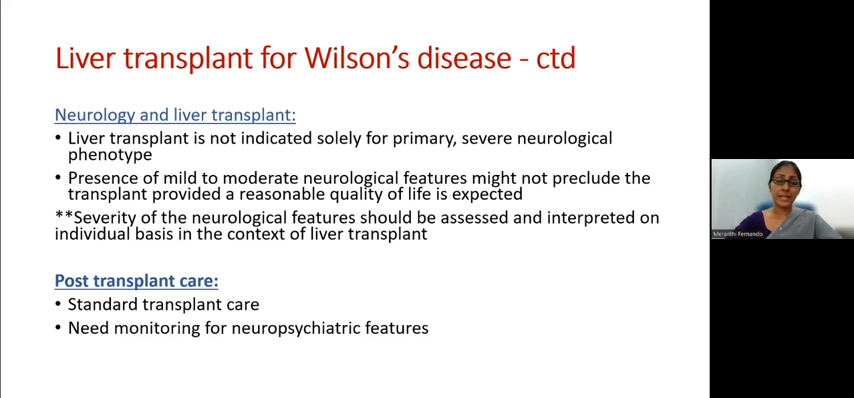 Liver transplant for Wilson's disease - ctd
Neurology and liver transplant:
• Liver transplant is not indicated solely for primary, severe neurological
phenotype
• Presence of mild to moderate neurological features might not preclude the
transplant provided a reasonable quality of life is expected
**Severity of the neurological features should be assessed and interpreted on
individual basis in the context of liver transplant
Post transplant care:
• Standard transplant care
• Need monitoring for neuropsychiatric features
Meranthi Fernando